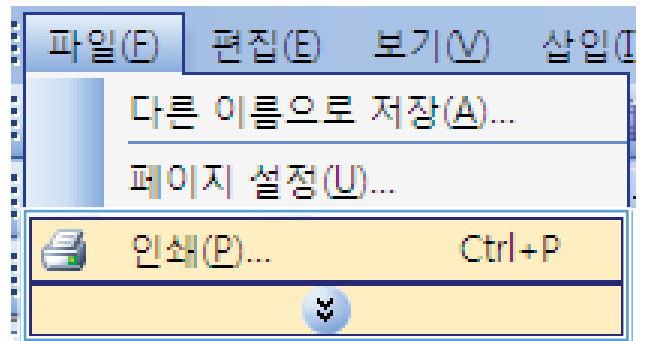 파일(F) 편집(E) 보기(V) 삽입(I
다른 이름으로 저장(A)...
페이지 설정(U)...
인쇄(P)... Ctrl+P